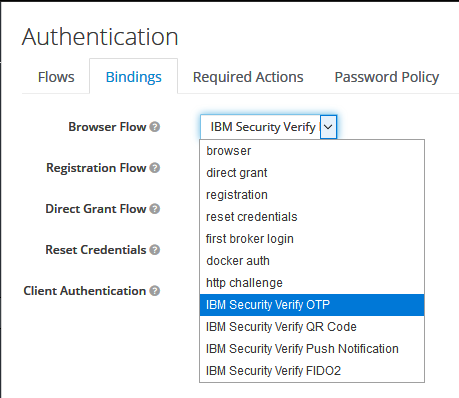 Authentication
Flows Bindings Required Actions Password Policy
Browser Flow ? IBM Security Verify
browser
direct grant
Registration Flow ?
registration
Direct Grant Flow ?
reset credentials
first broker login
Reset Credentials ?
docker auth
http challenge
Client Authentication ?
IBM Security Verify OTP
IBM Security Verify QR Code
IBM Security Verify Push Notification
IBM Security Verify FIDO2